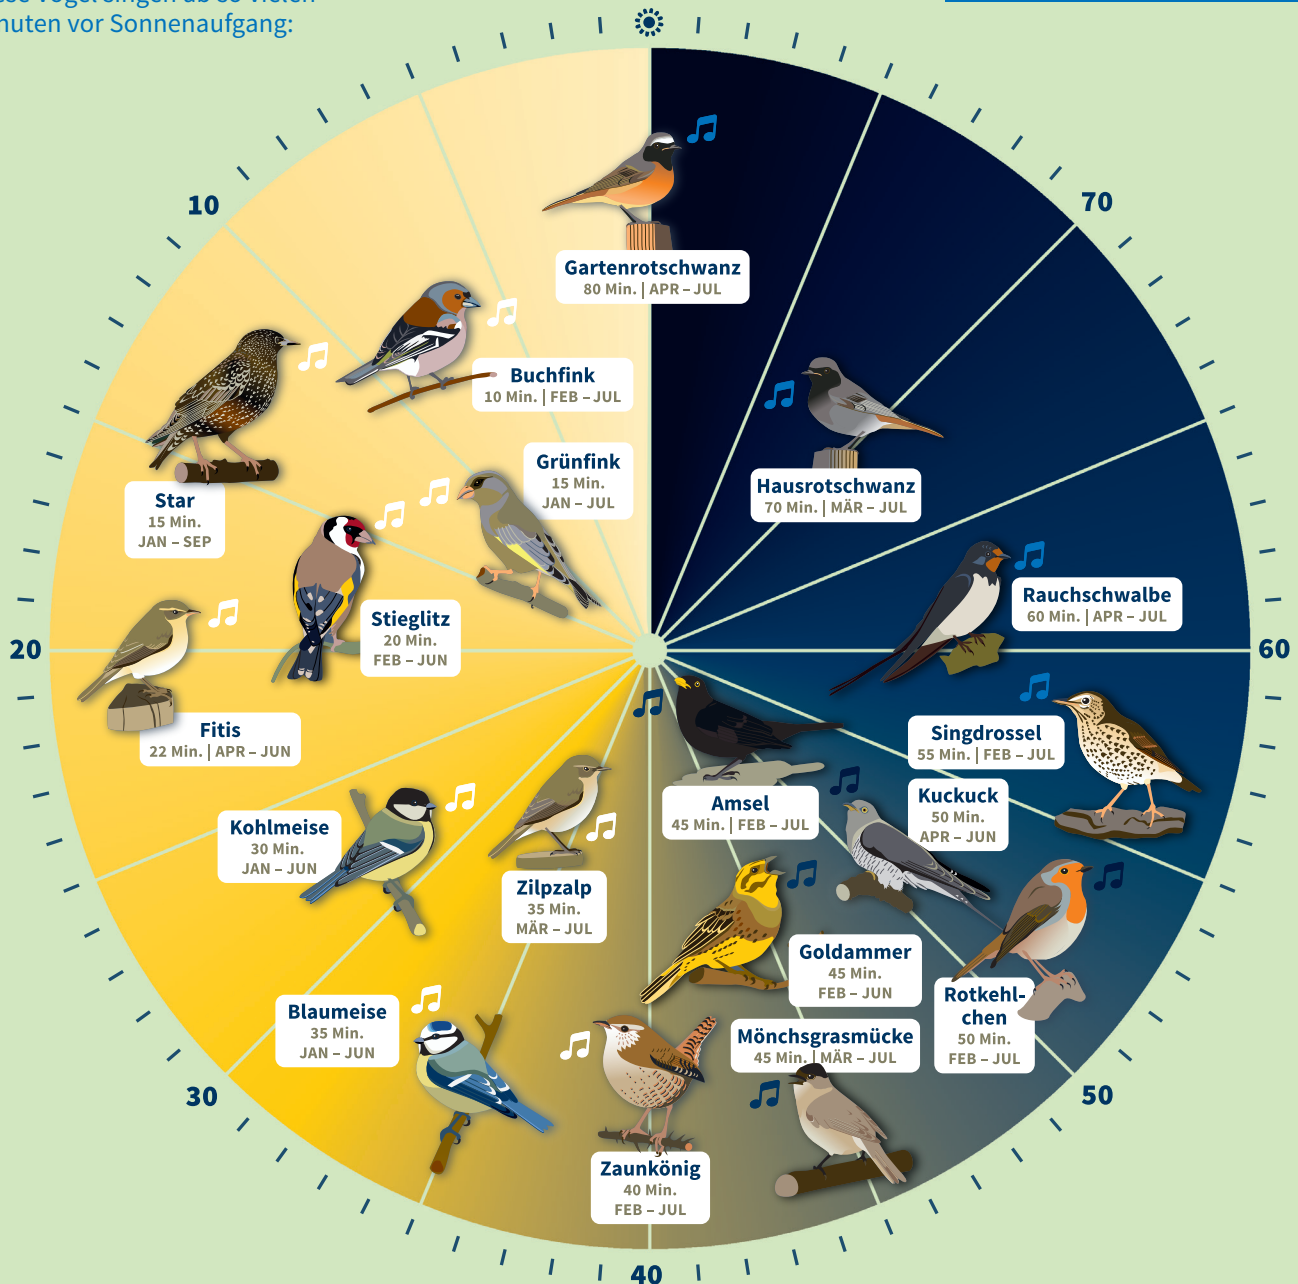 nuten vor Sonnenaufgang:
10
70
Gartenrotschwanz
80 Min. | APR – JUL
Buchfink
10 Min. | FEB – JUL
Hausrotschwanz
70 Min. | MÄR – JUL
Grünfink
15 Min.
JAN – JUL
Star
15 Min.
JAN – SEP
Stieglitz
20 Min.
FEB – JUN
Rauchschwalbe
60 Min. | APR – JUL
20
60
Fitis
22 Min. | APR – JUN
Singdrossel
55 Min. | FEB – JUL
Kuckuck
50 Min.
APR – JUN
Amsel
45 Min. | FEB – JUL
Kohlmeise
30 Min.
JAN – JUN
Zilpzalp
35 Min.
MÄR – JUL
Goldammer
45 Min.
FEB – JUN
Rotkehl-
chen
50 Min.
FEB – JUL
Blaumeise
35 Min.
JAN – JUN
Mönchsgrasmücke
45 Min. | MÄR – JUL
30
50
Zaunkönig
40 Min.
FEB – JUL
40